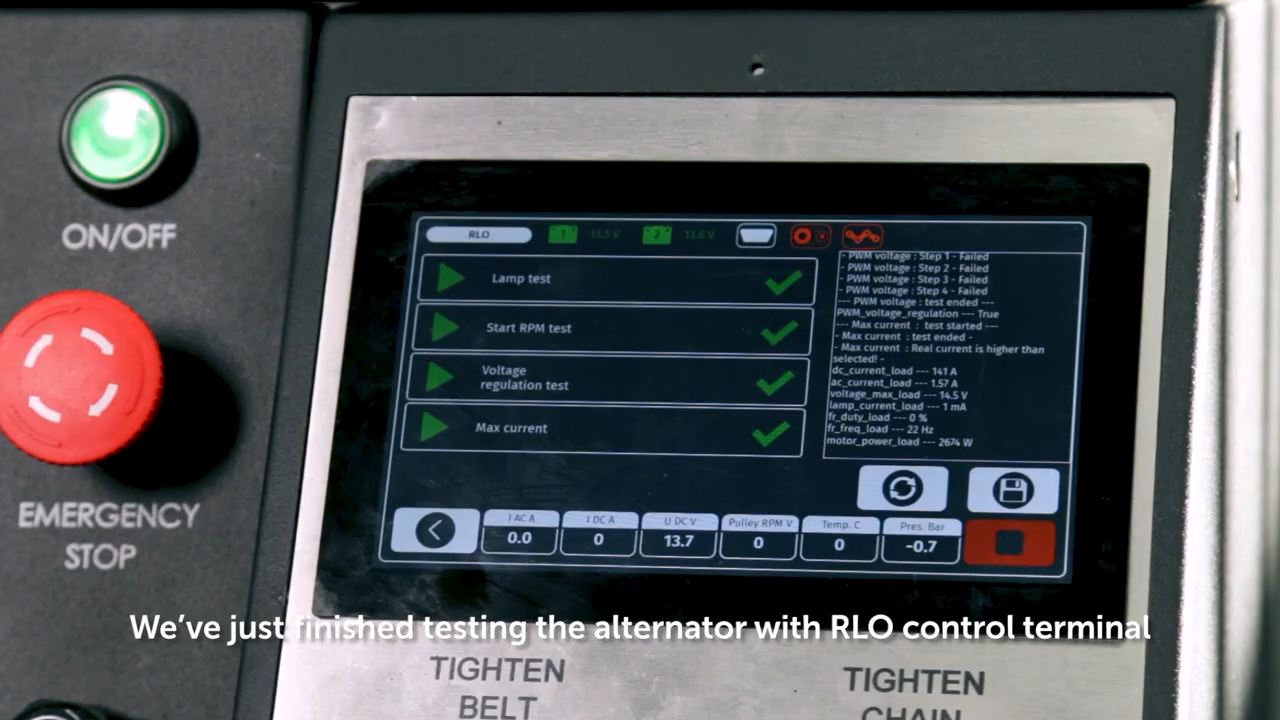 ON/OFF
EMERGENCY
STOP
RLO
1
13.5 V
2
13.6 V
Lamp test
Start RPM test
Voltage
regulation test
Max current
- PWM voltage : Step 1 - Failed
- PWM voltage : Step 2 - Failed
- PWM voltage : Step 3 - Failed
- PWM voltage : Step 4 - Failed
--- PWM voltage : test ended ---
PWM_voltage_regulation --- True
--- Max current : test started ---
- Max current : test ended -
- Max current : Real current is higher than
selected! -
dc_current_load --- 141 A
ac_current_load --- 1.57 A
voltage_max_load --- 14.5 V
lamp_current_load --- 1 mA
fr_duty_load --- 0 %
fr_freq_load --- 22 Hz
motor_power_load --- 2674 W
I AC A
0.0
I DC A
0
U DC V
13.7
Pulley RPM V
0
Temp. C
0
Pres. Bar
-0.7
We've just finished testing the alternator with RLO control terminal
TIGHTEN
BELT
TIGHTEN
CHAIN